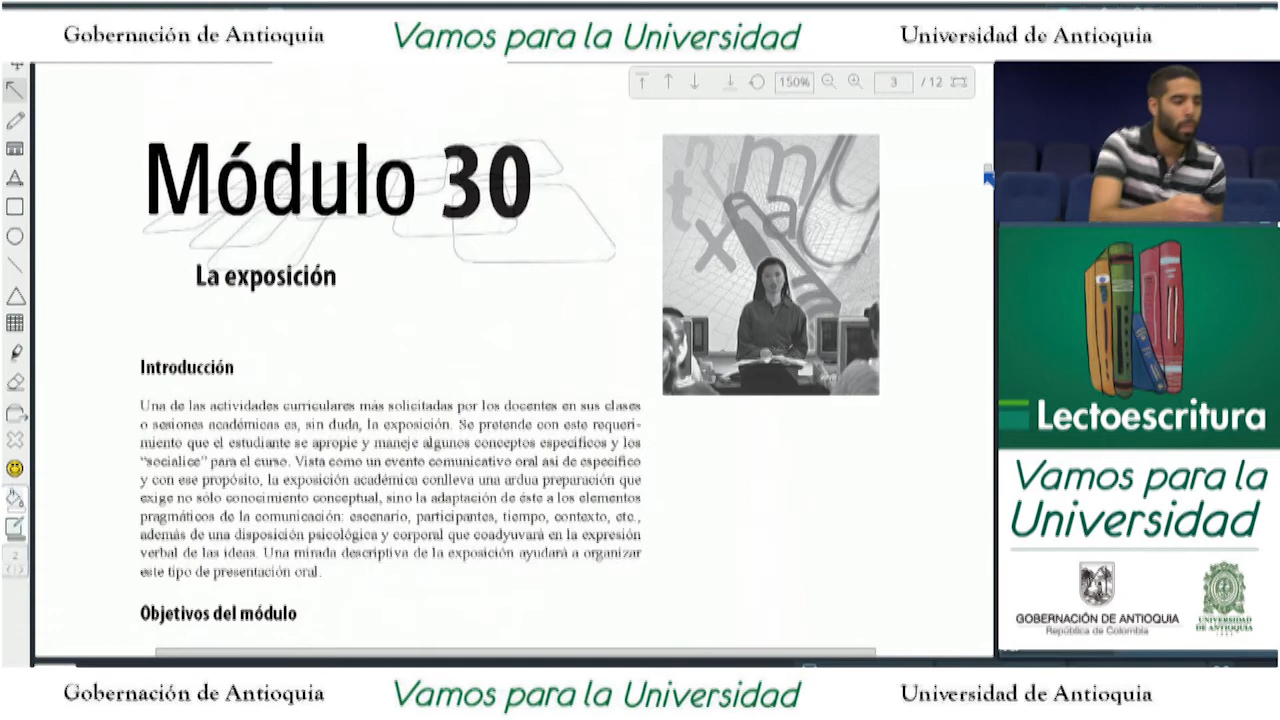 Gobernación de Antioquia
Vamos para la Universidad
Universidad de Antioquia
150%
3
/ 12
Módulo 30
La exposición
Introducción
Una de las actividades curriculares más solicitadas por los docentes en sus clases
o sesiones académicas es, sin duda, la exposición. Se pretende con este requeri-
miento que el estudiante se apropie y maneje algunos conceptos específicos y los
"socialice" para el curso. Vista como un evento comunicativo oral así de específico
y con ese propósito, la exposición académica conlleva una ardua preparación que
exige no sólo conocimiento conceptual, sino la adaptación de éste a los elementos
pragmáticos de la comunicación: escenario, participantes, tiempo, contexto, etc.,
además de una disposición psicológica y corporal que coadyuvará en la expresión
verbal de las ideas. Una mirada descriptiva de la exposición ayudará a organizar
este tipo de presentación oral.
Objetivos del módulo
2
Lectoescritura
Vamos para la
Universidad
GOBERNACIÓN DE ANTIOQUIA
República de Colombia
UNIVERSIDAD
DE ANTIOQUIA
Gobernación de Antioquia
Vamos para la Universidad
Universidad de Antioquia